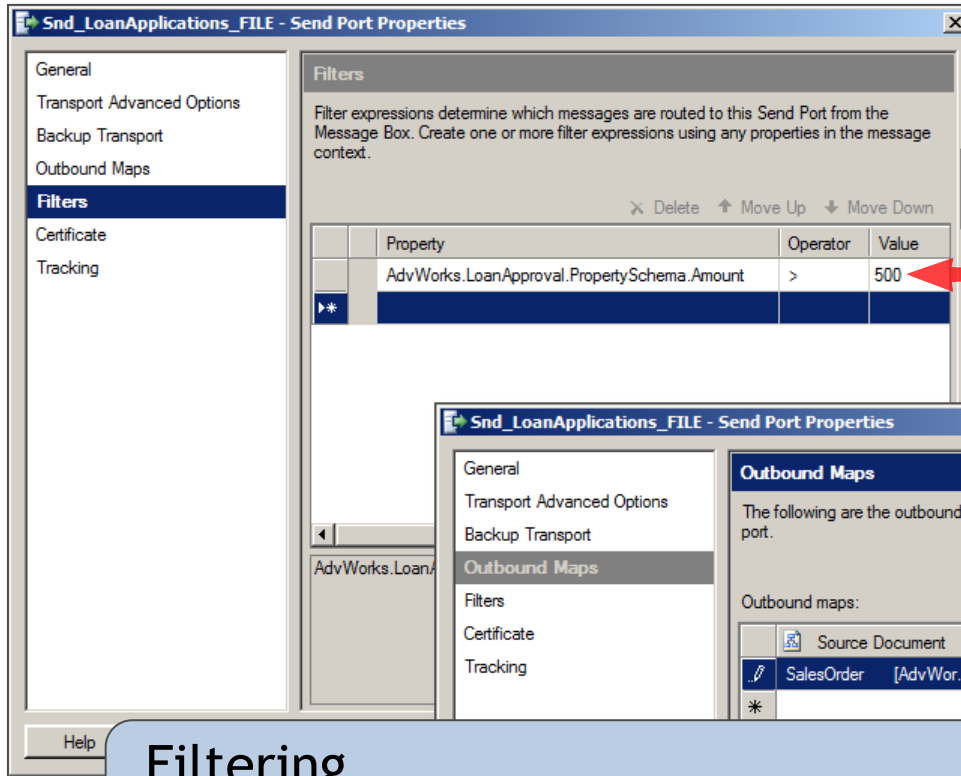 Snd_LoanApplications_FILE - Send Port Properties
General
Transport Advanced Options
Backup Transport
Outbound Maps
Filters
Certificate
Tracking
Filters
Filter expressions determine which messages are routed to this Send Port from the
Message Box. Create one or more filter expressions using any properties in the message
context.
Delete Move Up Move Down
Property Operator Value
AdvWorks.LoanApproval.PropertySchema.Amount > 500
AdvWorks.LoanA
Help
Snd_LoanApplications_FILE - Send Port Properties
General
Transport Advanced Options
Backup Transport
Outbound Maps
Filters
Certificate
Tracking
Outbound Maps
The following are the outbound
port.
Outbound maps:
Source Document
SalesOrder [AdvWor.
Filtering